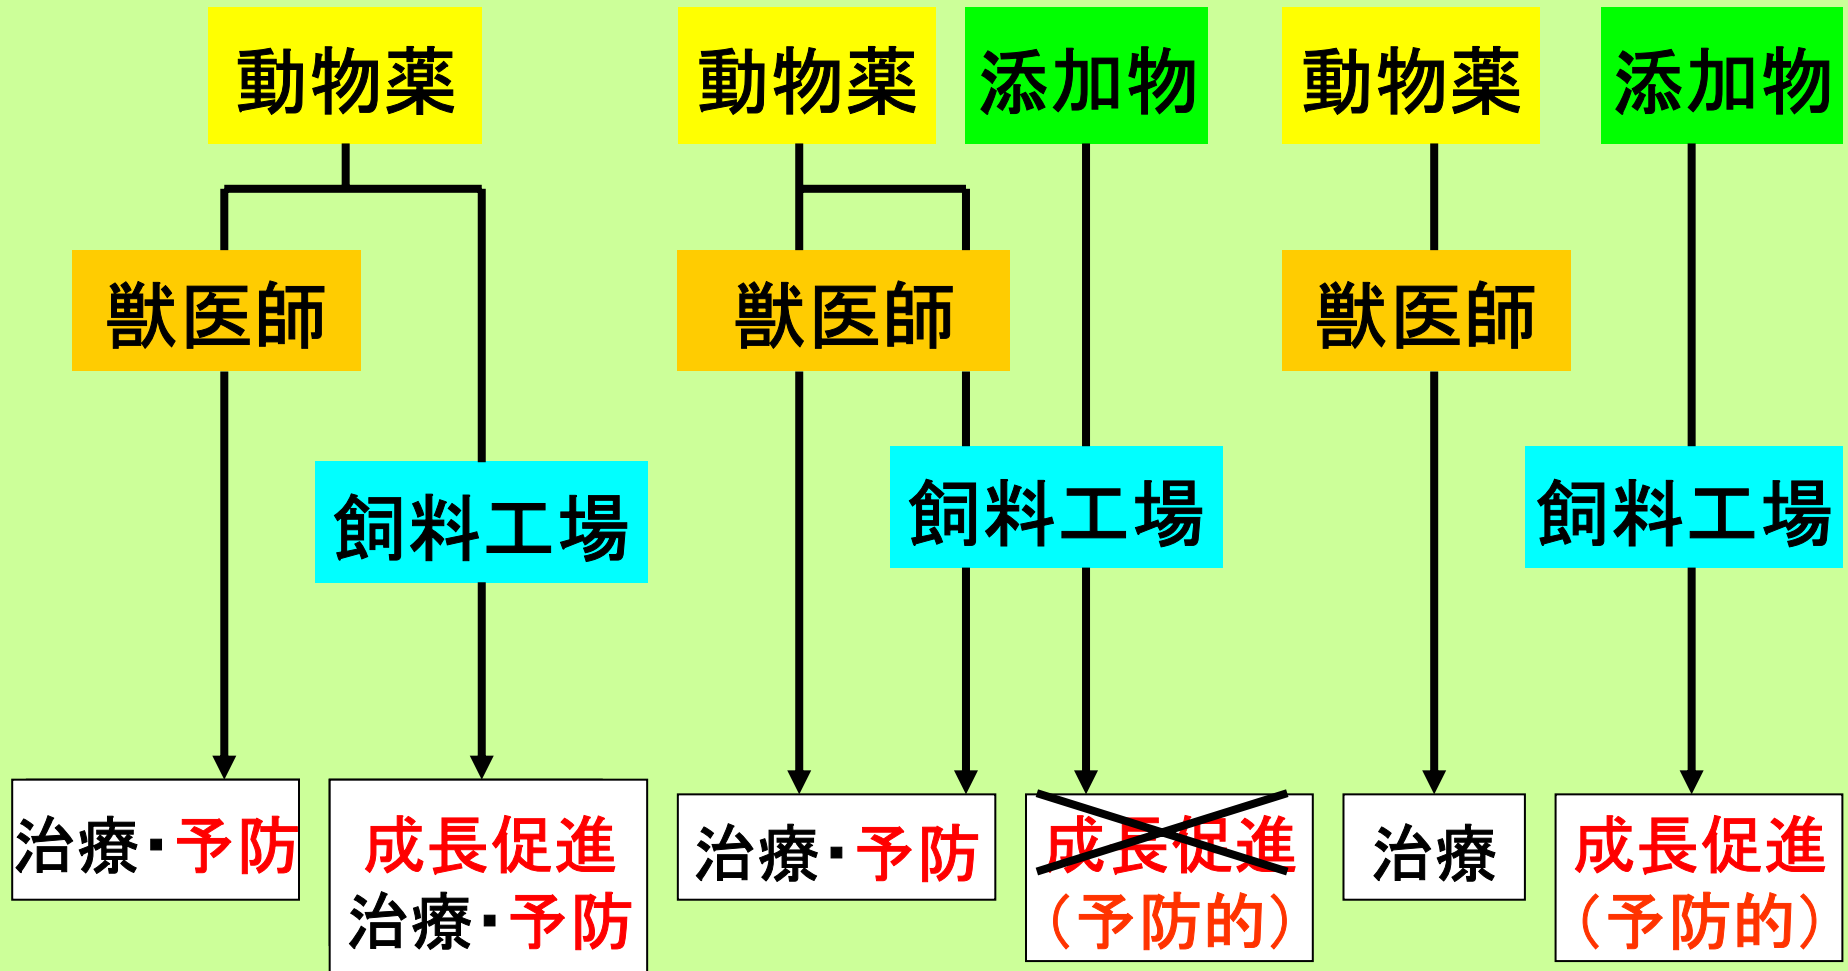 動物薬
動物薬
添加物
動物薬
添加物
獣医師
獣医師
獣医師
飼料工場
飼料工場
飼料工場
治療・予防
成長促進
治療・予防
治療・予防
成長促進
（予防的）
治療
成長促進
（予防的）